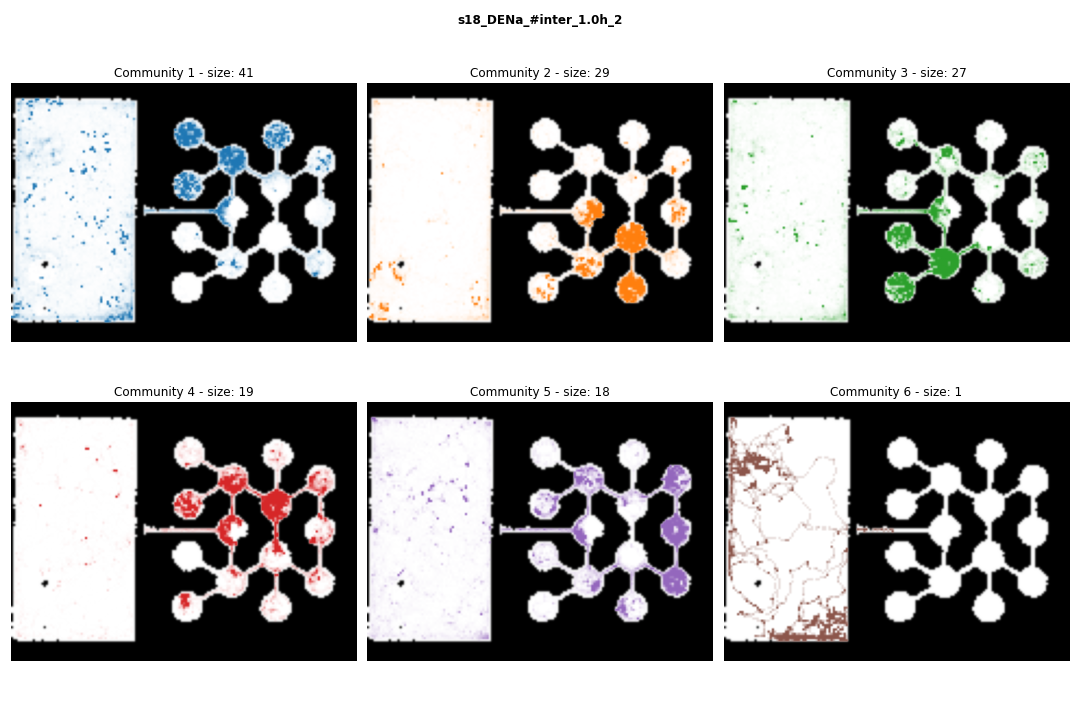 s18_DENa_#inter_1.0h_2
Community 1 - size: 41
Community 2 - size: 29
Community 3 - size: 27
Community 4 - size: 19
Community 5 - size: 18
Community 6 - size: 1